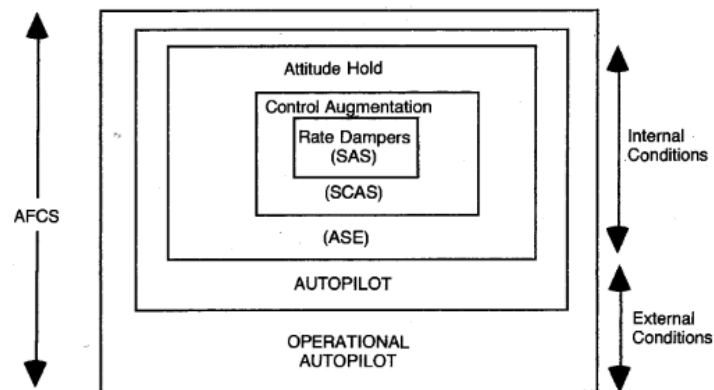 Attitude Hold
Control Augmentation
Rate Dampers
(SAS)
(SCAS)
(ASE)
AUTOPILOT
OPERATIONAL
AUTOPILOT
AFCS
Internal
Conditions
External
Conditions